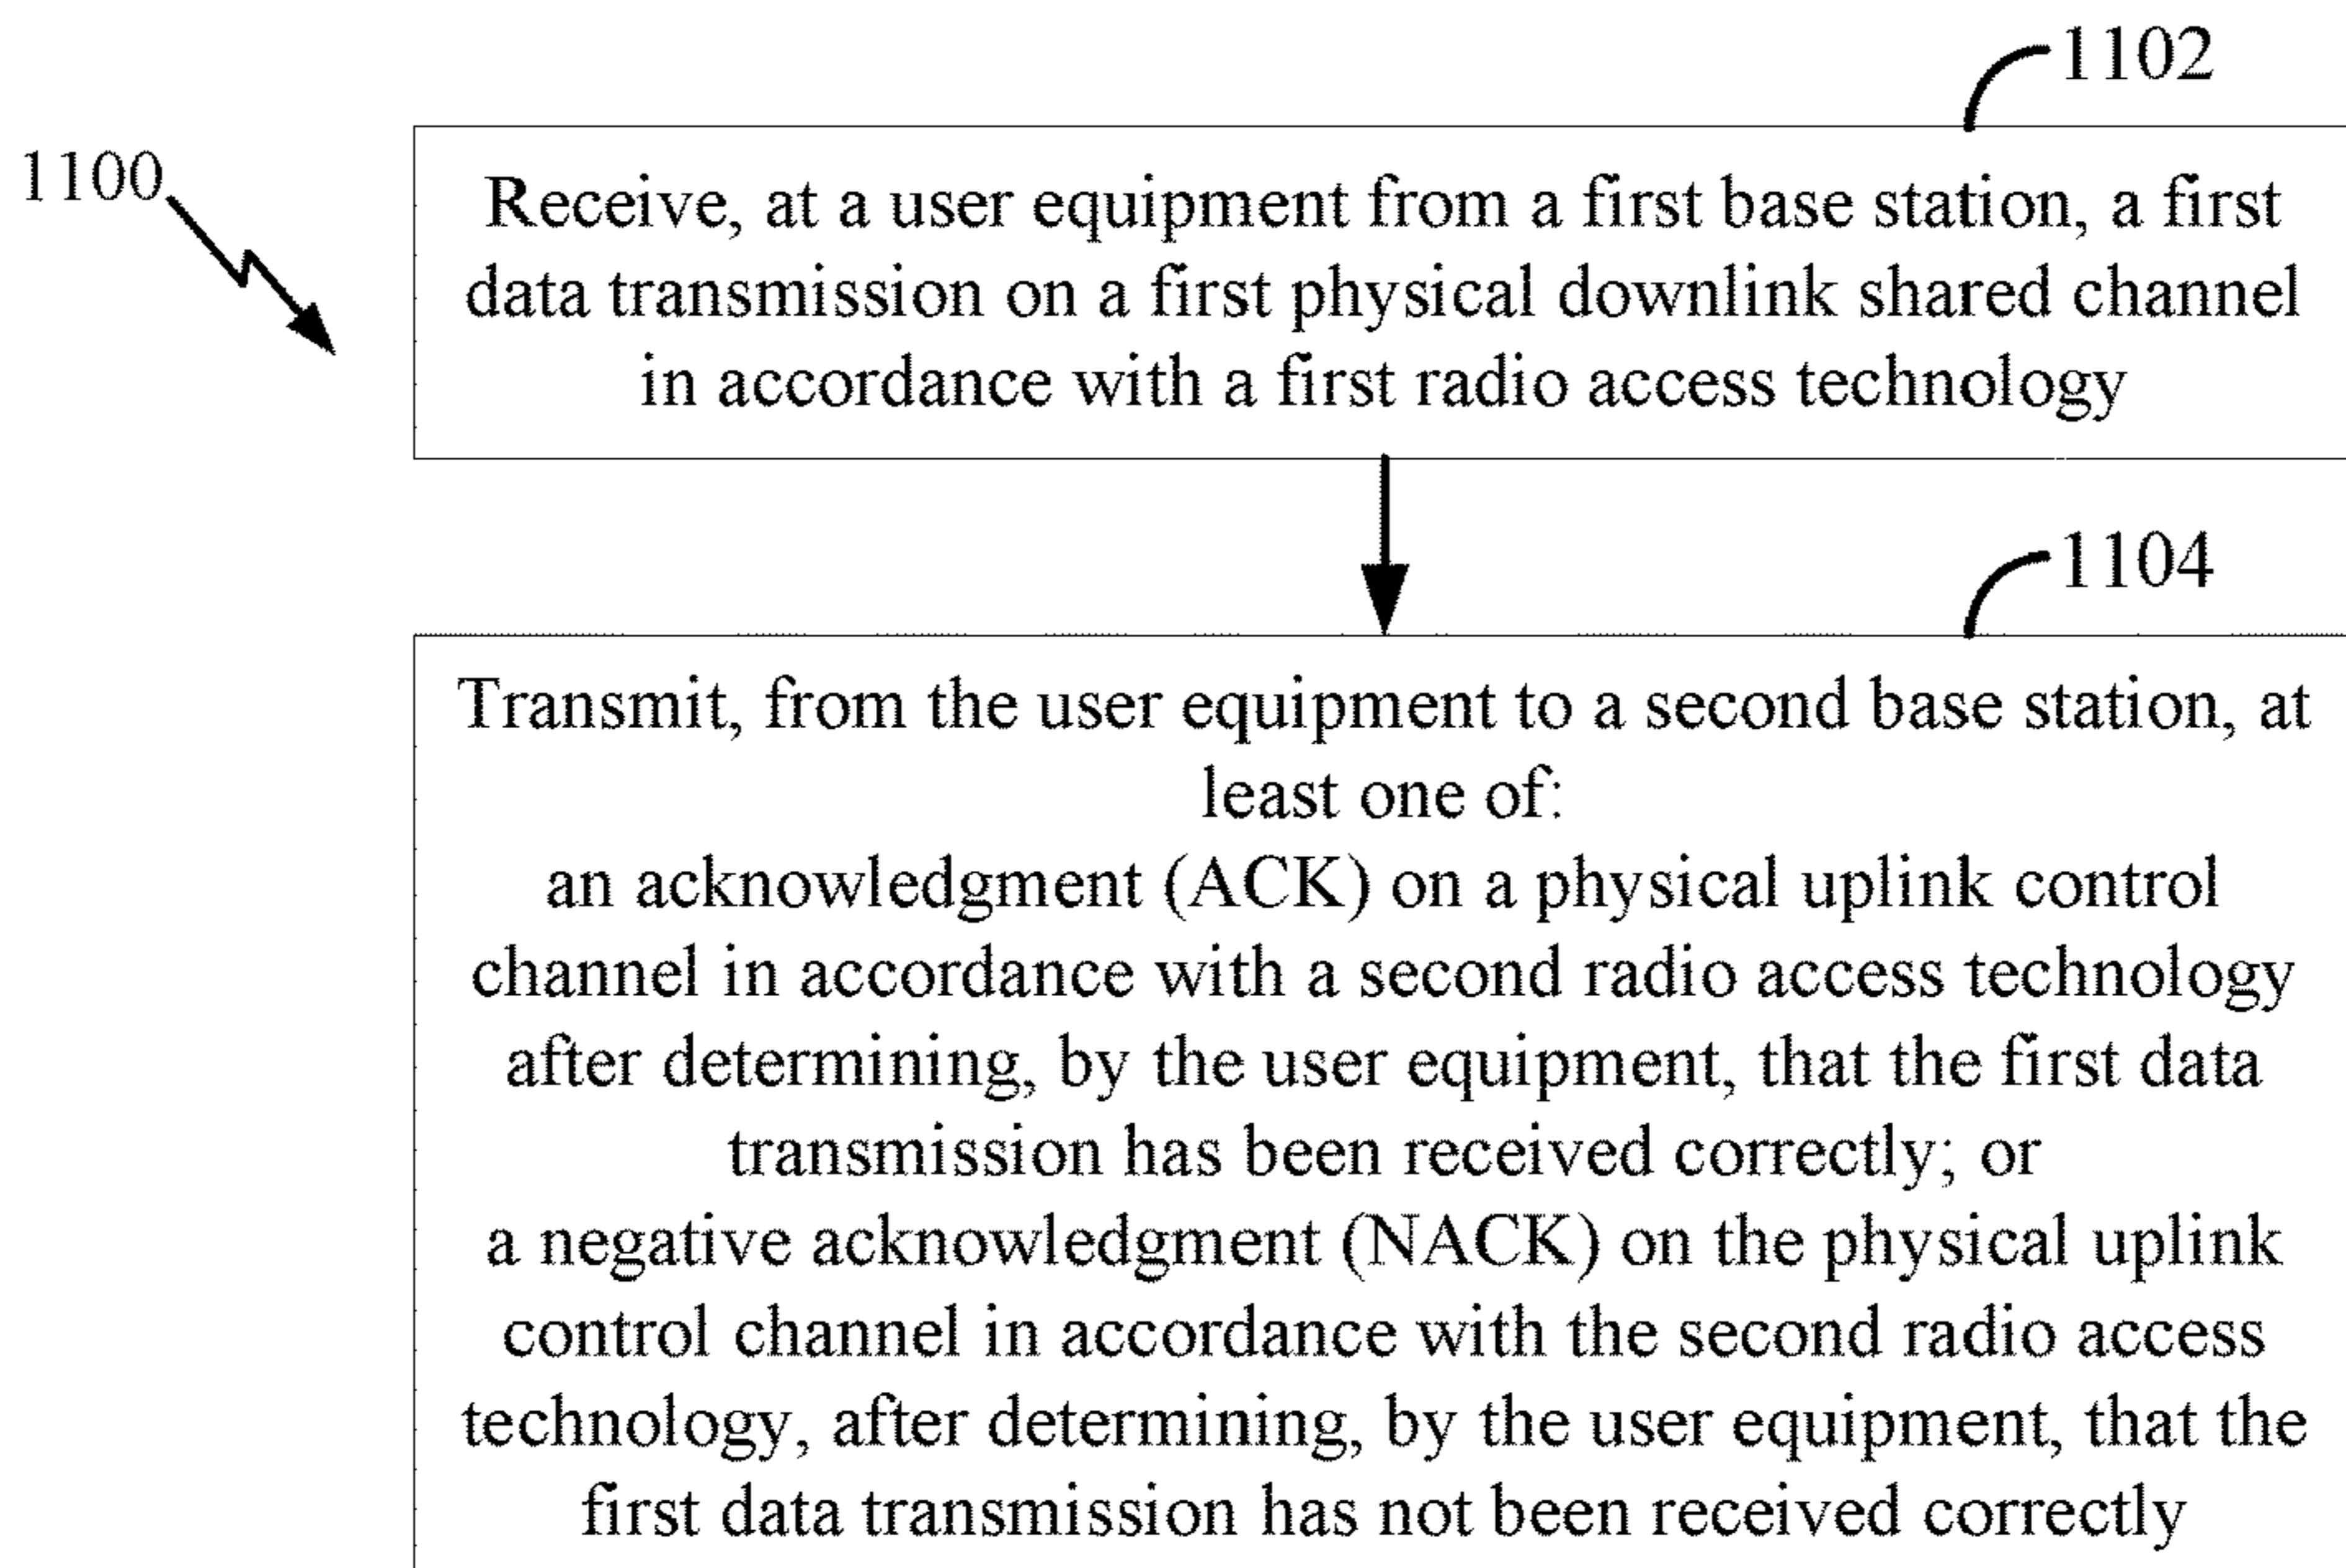 1102
1100
Receive, at a user equipment from a first base station, a first
data transmission on a first physical downlink shared channel
in accordance with a first radio access technology
1104
Transmit, from the user equipment to a second base station, at
least one of:
an acknowledgment (ACK) on a physical uplink control
channel in accordance with a second radio access technology
after determining, by the user equipment, that the first data
transmission has been received correctly; or
a negative acknowledgment (NACK) on the physical uplink
control channel in accordance with the second radio access
technology, after determining, by the user equipment, that the
first data transmission has not been received correctly